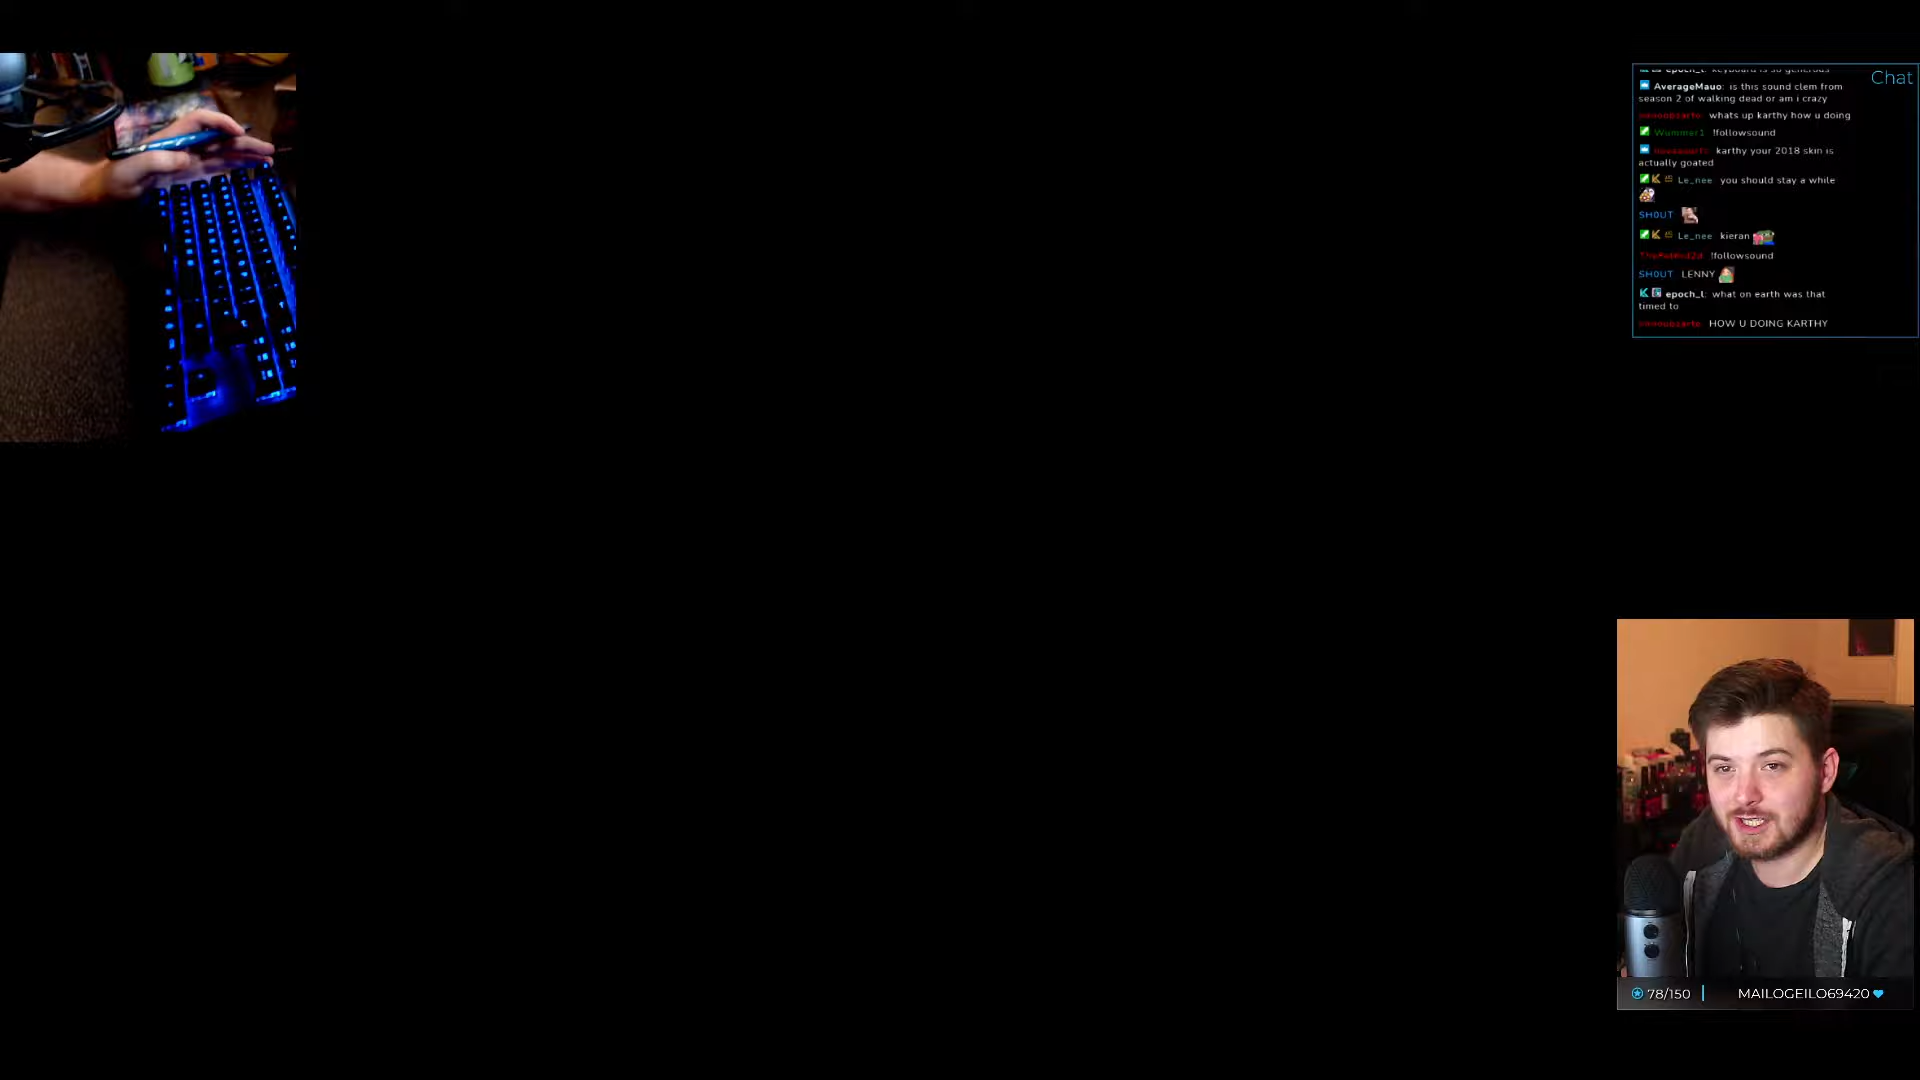 Chat
AverageMauo: is this sound clem from
season 2 of walking dead or am i crazy
whats up karthy how u doing
Wummer1 !followsound
karthy your 2018 skin is
actually goated
Le_nee you should stay a while
SHOUT
Le_nee kieran
!followsound
SHOUT LENNY
epoch_l: what on earth was that
timed to
HOW U DOING KARTHY
78/150
MAILOGEILO69420